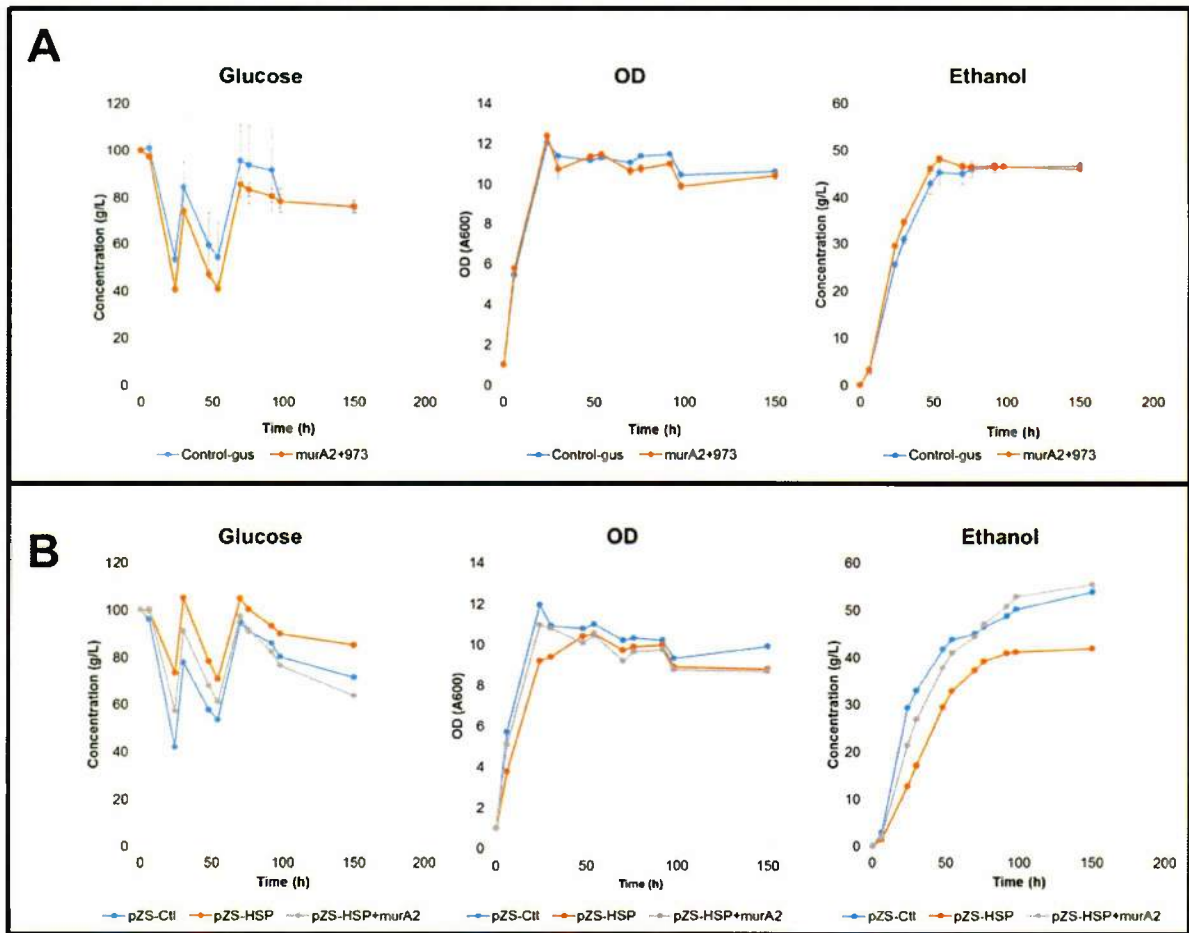 A
Glucose
OD
Ethanol
Concentration (g/L)
120
100
80
60
40
20
0
0 50 100 150 200
Time (h)
Control-gus murA2+973
OD (A600)
14
12
10
8
6
4
2
0
0 50 100 150
Time (h)
Control-gus murA2+973
Concentration (g/L)
60
50
40
30
20
10
0
0 50 100 150 200
Time (h)
Control-gus murA2+973
B
Glucose
OD
Ethanol
Concentration (g/L)
120
100
80
60
40
20
0
0 50 100 150 200
Time (h)
pZS-Ctl pZS-HSP pZS-HSP+murA2
OD (A600)
14
12
10
8
6
4
2
0
0 50 100 150
Time (h)
pZS-Ctt pZS-HSP pZS-HSP+murA2
Concentration (g/L)
60
50
40
30
20
10
0
0 50 100 150 200
Time (h)
pZS-Ctl pZS-HSP pZS-HSP+murA2